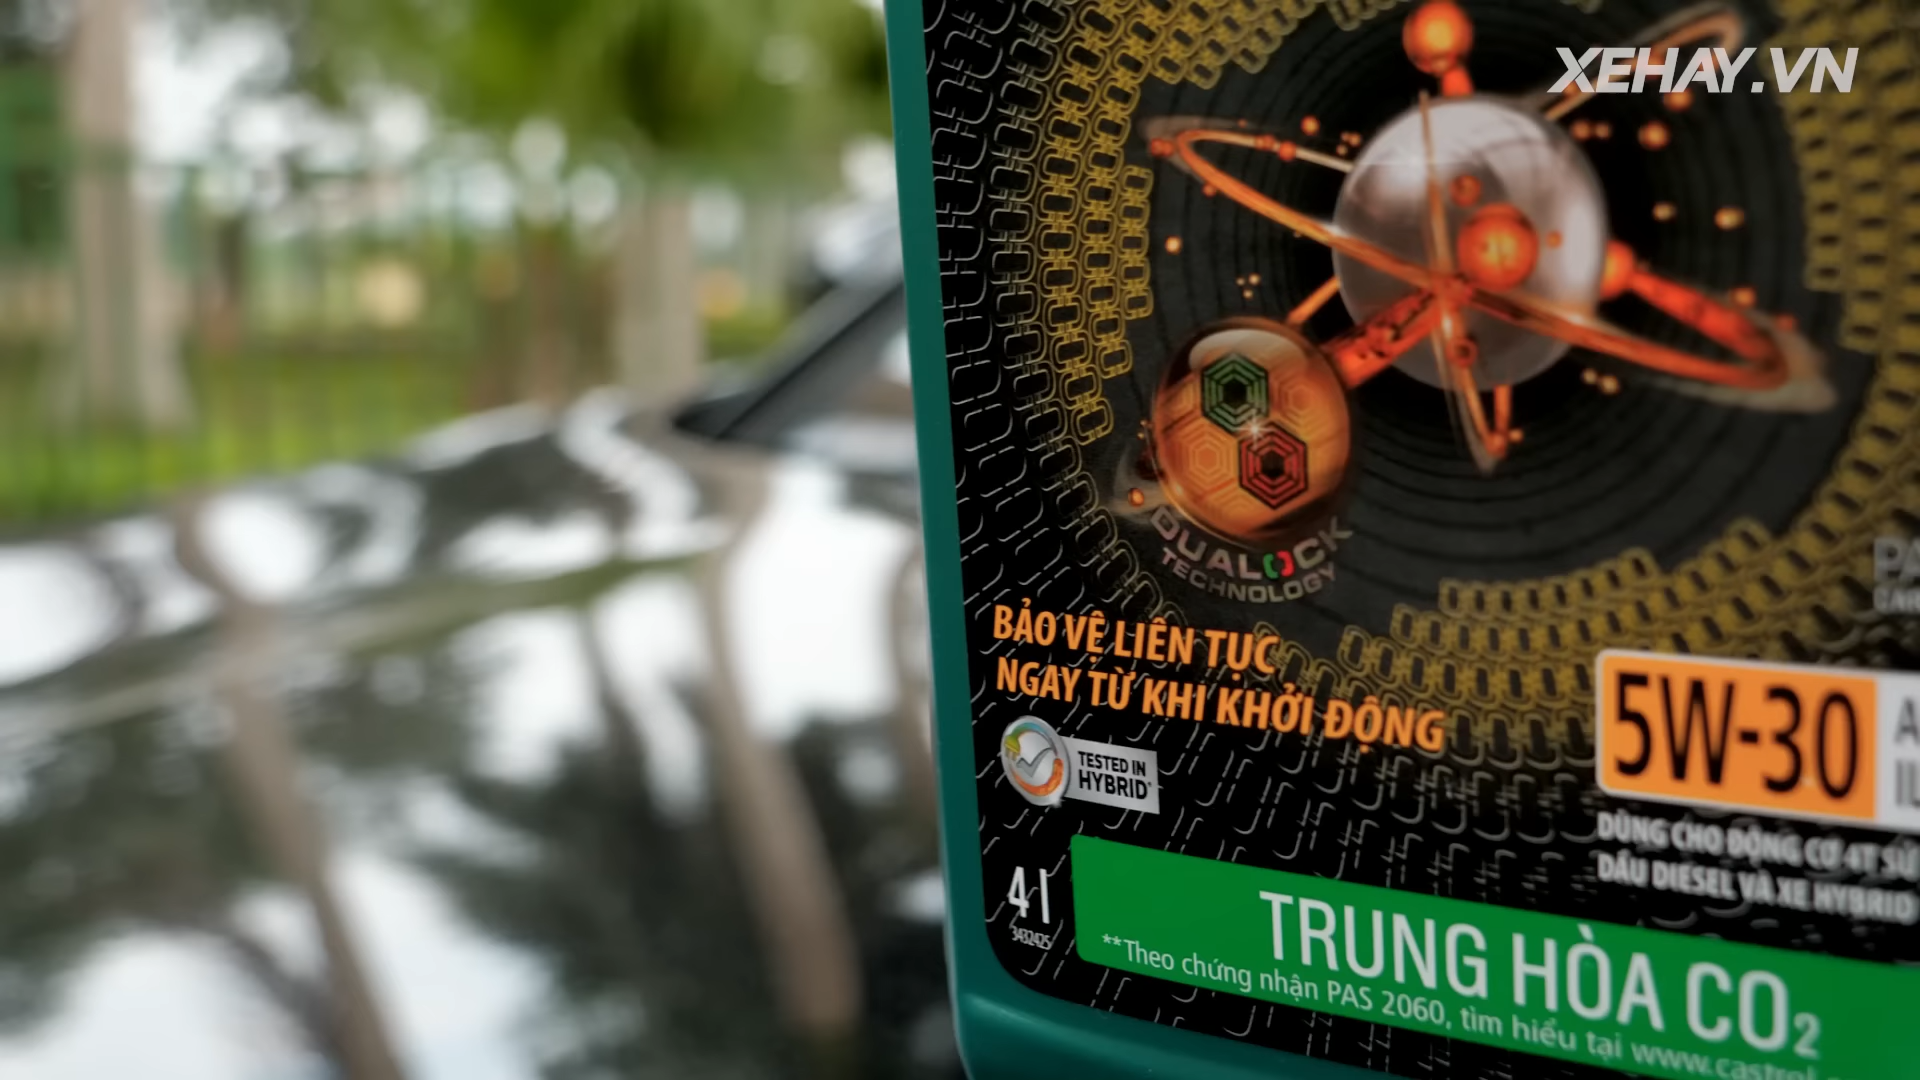 XEHAY.VN
DUALOCK
TECHNOLOGY
BẢO VỆ LIÊN TỤC
NGAY TỪ KHI KHỞI ĐỘNG
TESTED IN
HYBRID
5W-30
DÙNG CHO ĐỘNG CƠ 4T
DẦU DIESEL VÀ XE HYBRID
4 l
3432425
TRUNG HÒA CO₂
**Theo chứng nhận PAS 2060, tìm hiểu tại www.castrol